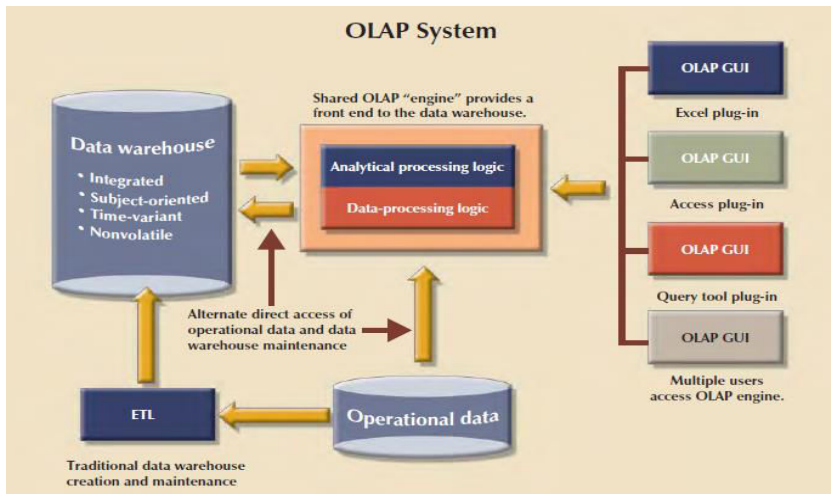 OLAP System
Shared OLAP “engine” provides a
front end to the data warehouse.
Data warehouse
• Integrated
• Subject-oriented
• Time-variant
• Nonvolatile
Analytical processing logic
Data-processing logic
OLAP GUI
Excel plug-in
OLAP GUI
Access plug-in
OLAP GUI
Query tool plug-in
OLAP GUI
Multiple users
access OLAP engine.
Alternate direct access of
operational data and data
warehouse maintenance
ETL
Operational data
Traditional data warehouse
creation and maintenance